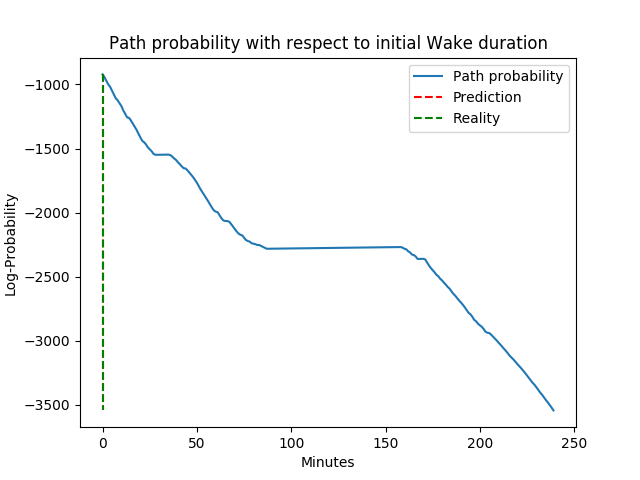 Path probability with respect to initial Wake duration
Path probability
Prediction
Reality
Log-Probability
−1000
−1500
−2000
−2500
−3000
−3500
0 50 100 150 200 250
Minutes